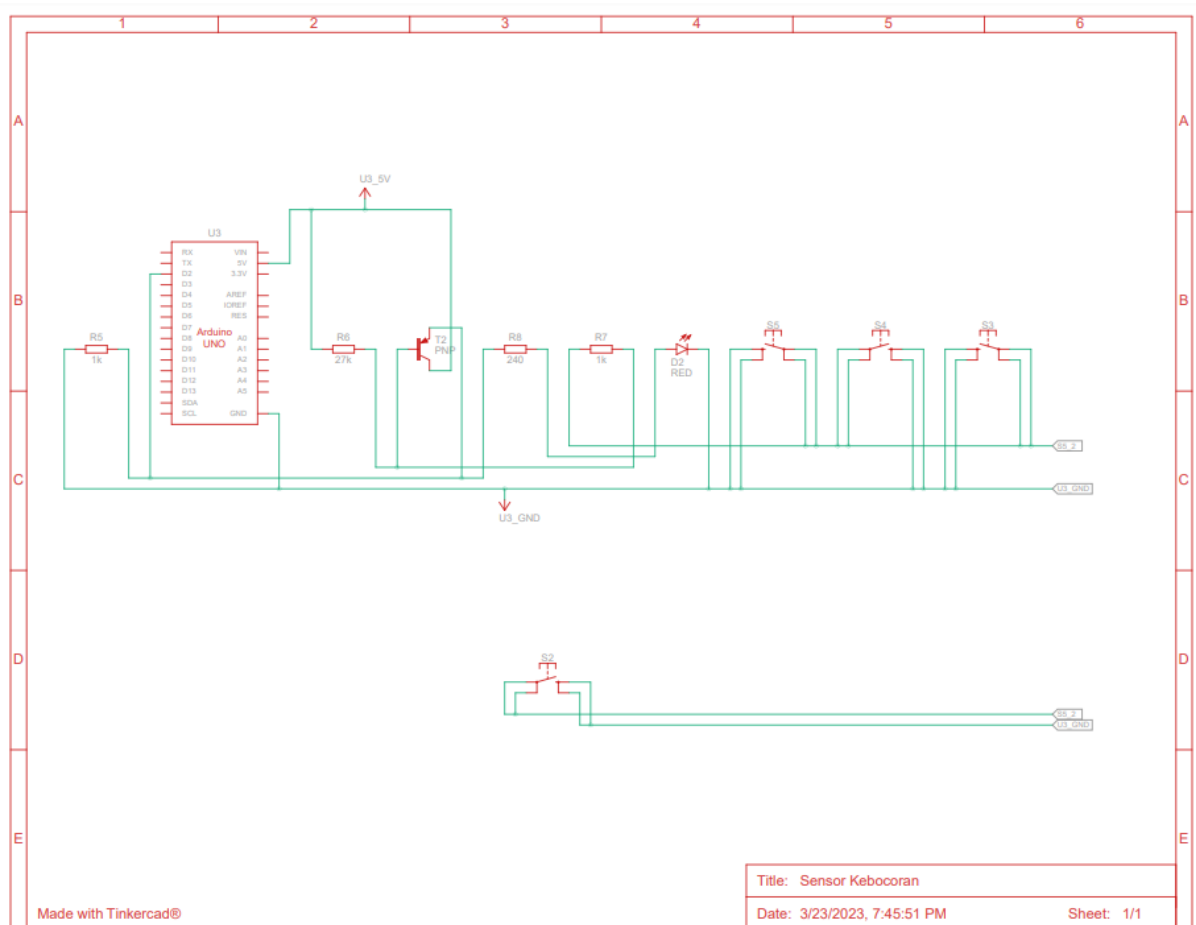 1 2 3 4 5 6
A A
U3_5V
U3
RX VIN
TX 5V
D2 3.3V
D3
D4 AREF
D5 IOREF
D6 RES
D7
D8 A0
D9 A1
D10 A2
D11 A3
D12 A4
D13 A5
SDA
SCL GND
Arduino
UNO
B B
R5
1k
R6
27k
T2
PNP
R8
240
R7
1k
D2
RED
S5
S4
S3
S5_2
C C
U3_GND
U3_GND
D D
S2
S5_2
U3_GND
E E
Title: Sensor Kebocoran
Made with Tinkercad®
Date: 3/23/2023, 7:45:51 PM Sheet: 1/1